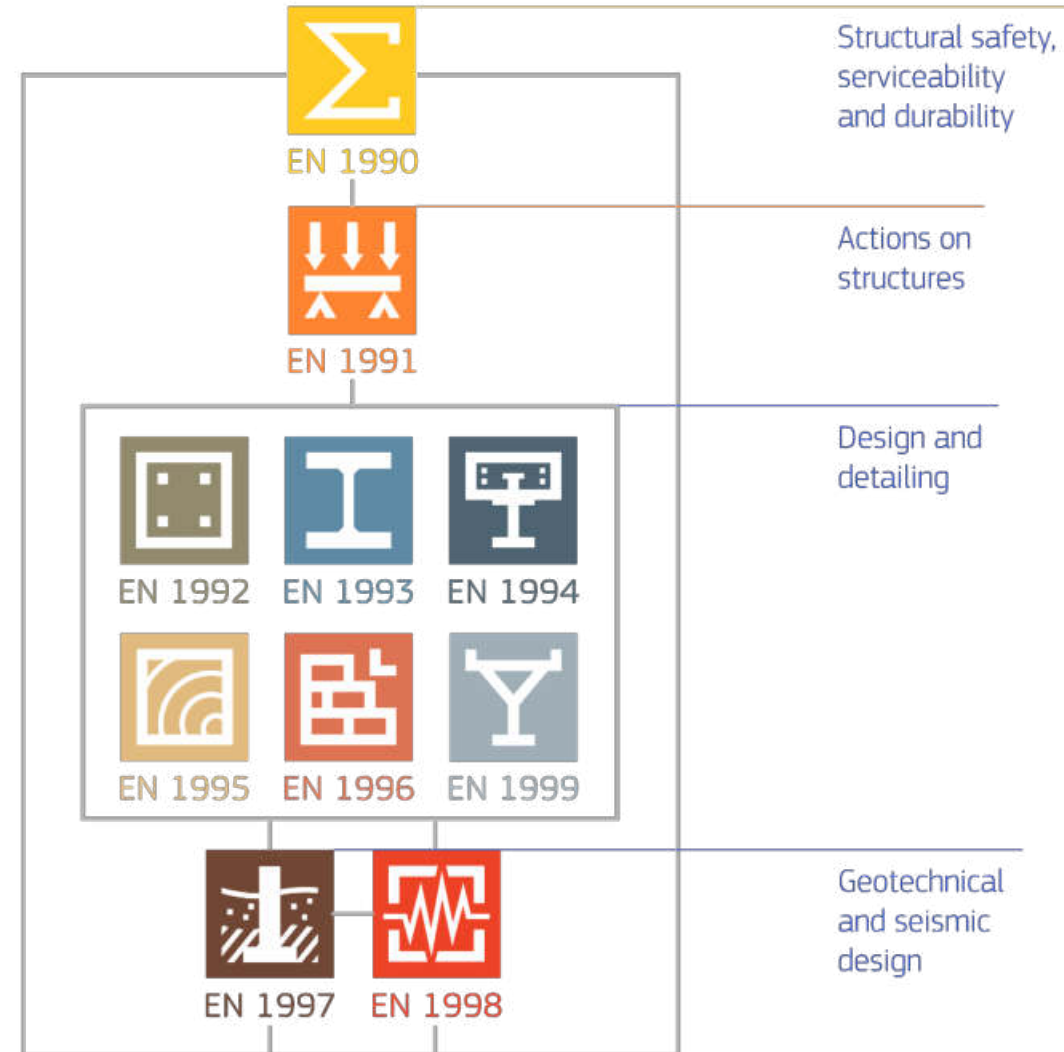 Structural safety,
serviceability
and durability
EN 1990
Actions on
structures
EN 1991
Design and
detailing
EN 1992 EN 1993 EN 1994
EN 1995 EN 1996 EN 1999
Geotechnical
and seismic
design
EN 1997 EN 1998